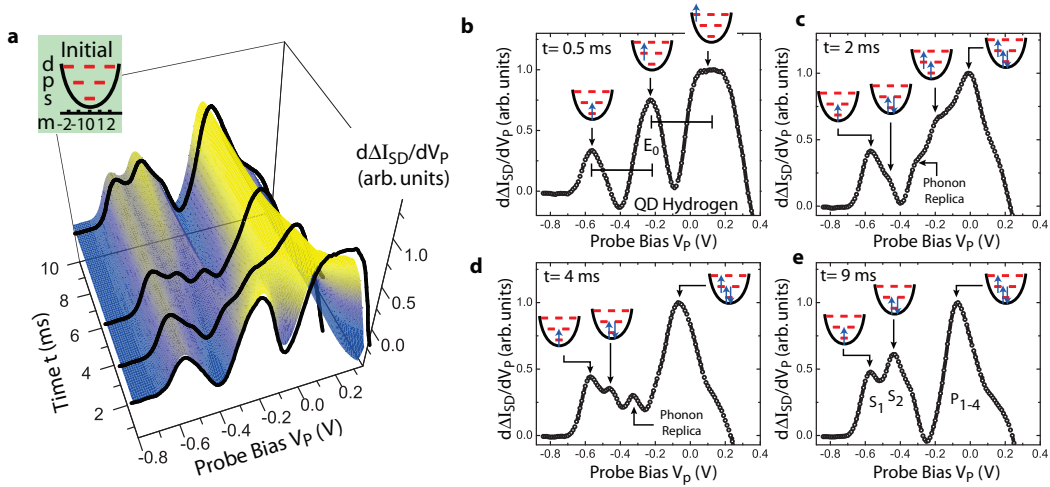 a
Initial
d
p
s
m -2-1012
dΔI_SD/dV_P
(arb. units)
1.0
0.5
0.0
10
8
6
4
2
Time t (ms)
-0.8
-0.6
-0.4
-0.2
0.0
0.2
Probe Bias V_P (V)
b
t= 0.5 ms
E_0
QD Hydrogen
dΔI_SD/dV_P (arb. units)
1.0
0.75
0.5
0.25
0
-0.8 -0.6 -0.4 -0.2 0.0 0.2 0.4
Probe Bias V_P (V)
c
t= 2 ms
Phonon
Replica
dΔI_SD/dV_P (arb. units)
1.0
0.75
0.5
0.25
0
-0.8 -0.6 -0.4 -0.2 0.0 0.2 0.4
Probe Bias V_P (V)
d
t= 4 ms
Phonon
Replica
dΔI_SD/dV_P (arb. units)
1.0
0.5
0
-0.8 -0.6 -0.4 -0.2 0.0 0.2 0.4
Probe Bias V_p (V)
e
t= 9 ms
S_1
S_2
P_1-4
dΔI_SD/dV_P (arb. units)
1.0
0.75
0.5
0.25
0
-0.8 -0.6 -0.4 -0.2 0.0 0.2 0.4
Probe Bias V_P (V)